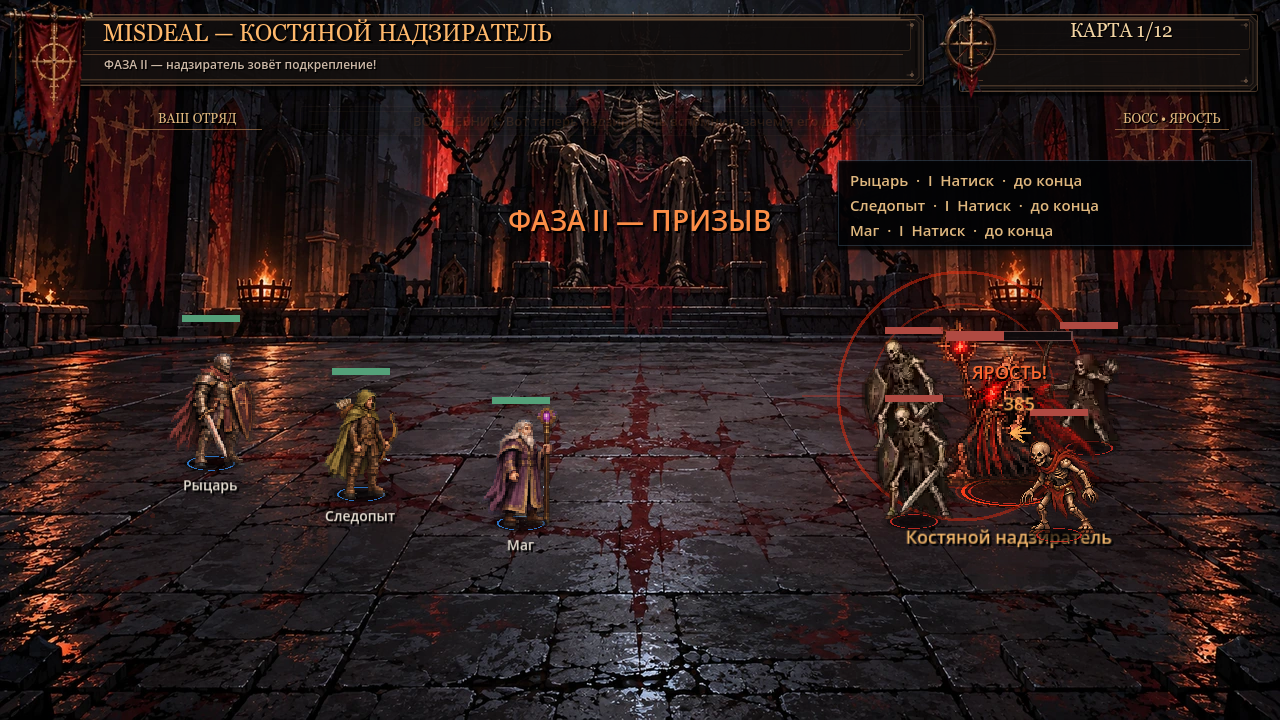 MISDEAL — КОСТЯНОЙ НАДЗИРАТЕЛЬ
ФАЗА II — надзиратель зовёт подкрепление!
КАРТА 1/12
ВАШ ОТРЯД
БОСС • ЯРОСТЬ
Рыцарь · I Натиск · до конца
Следопыт · I Натиск · до конца
Маг · I Натиск · до конца
ФАЗА II — ПРИЗЫВ
ЯРОСТЬ!
385
Рыцарь
Следопыт
Маг
Костяной надзиратель